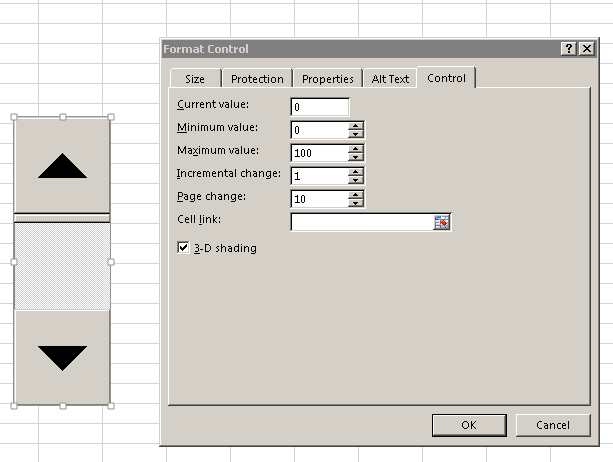 Format Control
Size Protection Properties Alt Text Control
Current value: 0
Minimum value: 0
Maximum value: 100
Incremental change: 1
Page change: 10
Cell link:
3-D shading
OK Cancel